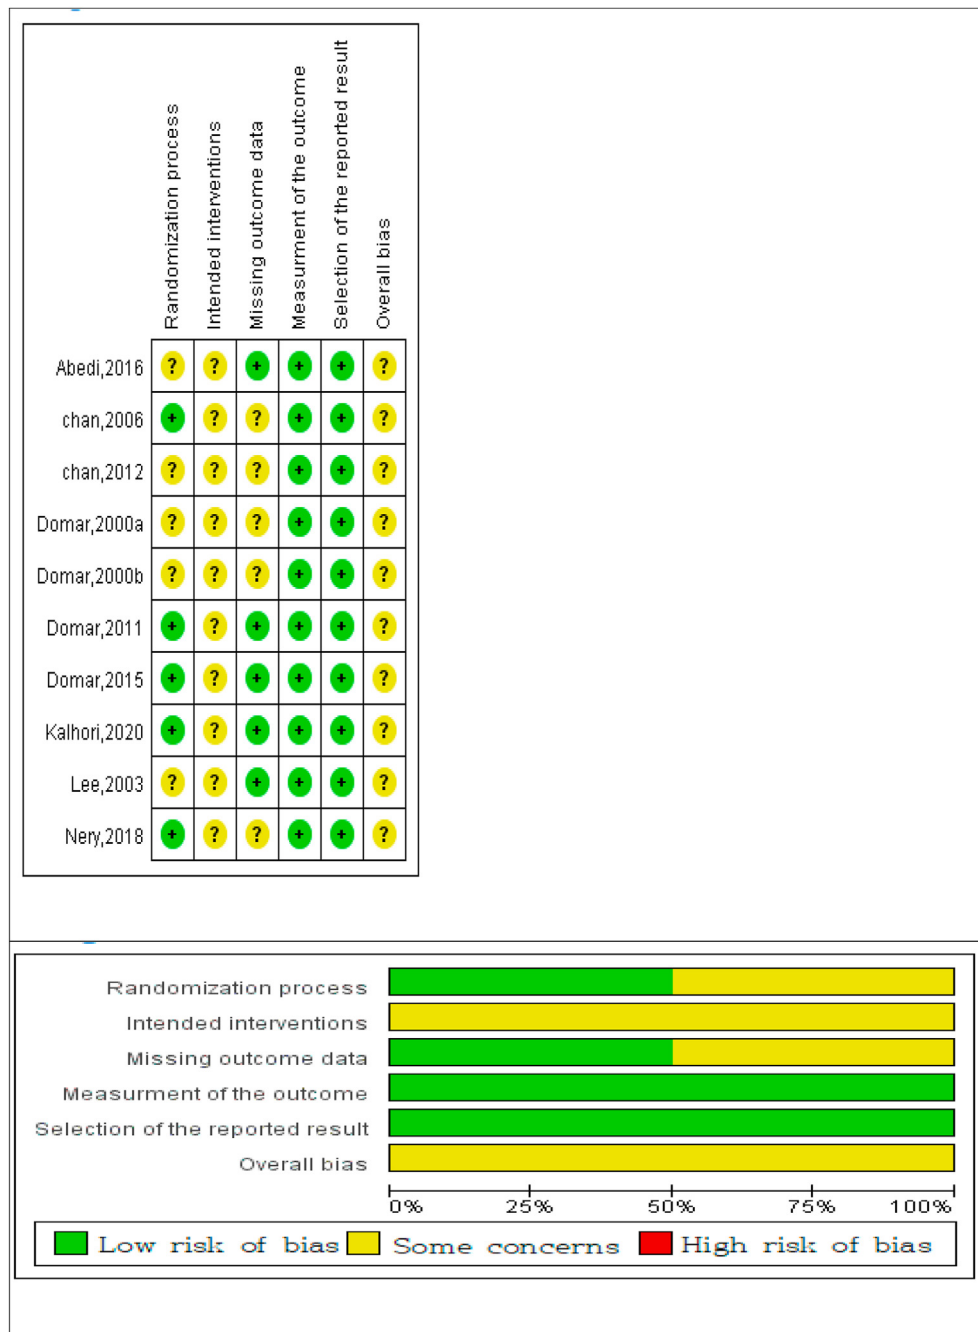 Randomization process
Intended interventions
Missing outcome data
Measurment of the outcome
Selection of the reported result
Overall bias
Abedi,2016 ? ? + + + ?
chan,2006 + ? ? + + ?
chan,2012 ? ? ? + + ?
Domar,2000a ? ? ? + + ?
Domar,2000b ? ? ? + + ?
Domar,2011 + ? + + + ?
Domar,2015 + ? + + + ?
Kalhori,2020 + ? + + + ?
Lee,2003 ? ? + + + ?
Nery,2018 + ? ? + + ?
Randomization process
Intended interventions
Missing outcome data
Measurment of the outcome
Selection of the reported result
Overall bias
0% 25% 50% 75% 100%
Low risk of bias Some concerns High risk of bias